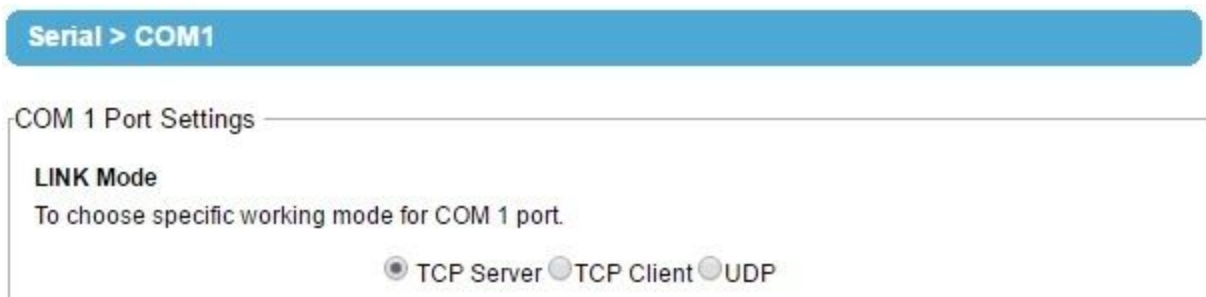 Serial > COM1
COM 1 Port Settings
LINK Mode
To choose specific working mode for COM 1 port.
TCP Server TCP Client UDP